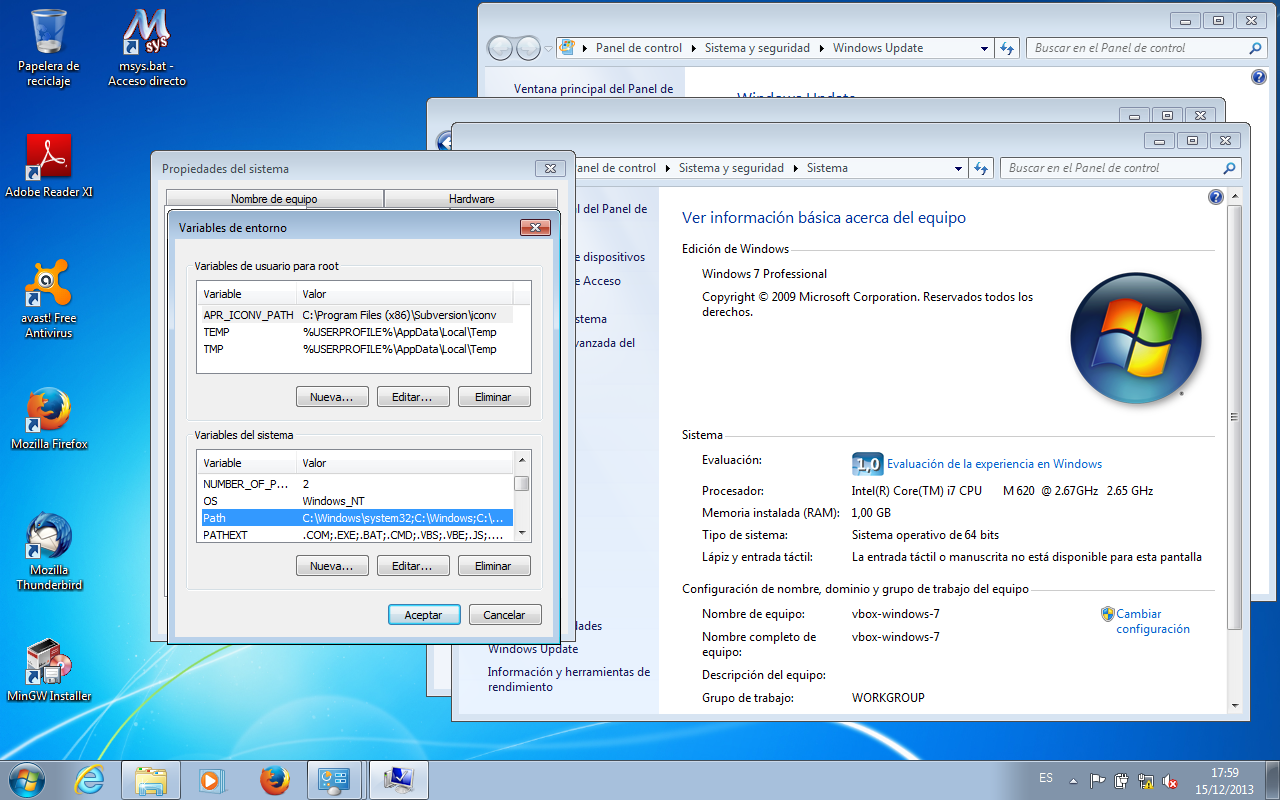 Papelera de
reciclaje
msys.bat -
Acceso directo
Adobe Reader XI
avast! Free
Antivirus
Mozilla Firefox
Mozilla
Thunderbird
MinGW Installer
Panel de control
Sistema y seguridad
Windows Update
Buscar en el Panel de control
Ventana principal del Panel de
Windows Update
anel de control
Sistema y seguridad
Sistema
Buscar en el Panel de control
al del Panel de
e dispositivos
e Acceso
stema
vanzada del
dades
Windows Update
Información y herramientas de
rendimiento
Ver información básica acerca del equipo
Edición de Windows
Windows 7 Professional
Copyright © 2009 Microsoft Corporation. Reservados todos los
derechos.
Sistema
Evaluación:
1,0 Evaluación de la experiencia en Windows
Procesador:
Intel(R) Core(TM) i7 CPU M 620 @ 2.67GHz 2.65 GHz
Memoria instalada (RAM):
1,00 GB
Tipo de sistema:
Sistema operativo de 64 bits
Lápiz y entrada táctil:
La entrada táctil o manuscrita no está disponible para esta pantalla
Configuración de nombre, dominio y grupo de trabajo del equipo
Nombre de equipo:
vbox-windows-7
Cambiar
configuración
Nombre completo de
equipo:
vbox-windows-7
Descripción del equipo:
Grupo de trabajo:
WORKGROUP
Propiedades del sistema
Nombre de equipo
Hardware
Variables de entorno
Variables de usuario para root
Variable Valor
APR_ICONV_PATH C:\Program Files (x86)\Subversion\iconv
TEMP %USERPROFILE%\AppData\Local\Temp
TMP %USERPROFILE%\AppData\Local\Temp
Nueva... Editar... Eliminar
Variables del sistema
Variable Valor
NUMBER_OF_P... 2
OS Windows_NT
Path C:\Windows\system32;C:\Windows;C:\...
PATHEXT .COM;.EXE;.BAT;.CMD;.VBS;.VBE;.JS;....
Nueva... Editar... Eliminar
Aceptar Cancelar
ES
17:59
15/12/2013